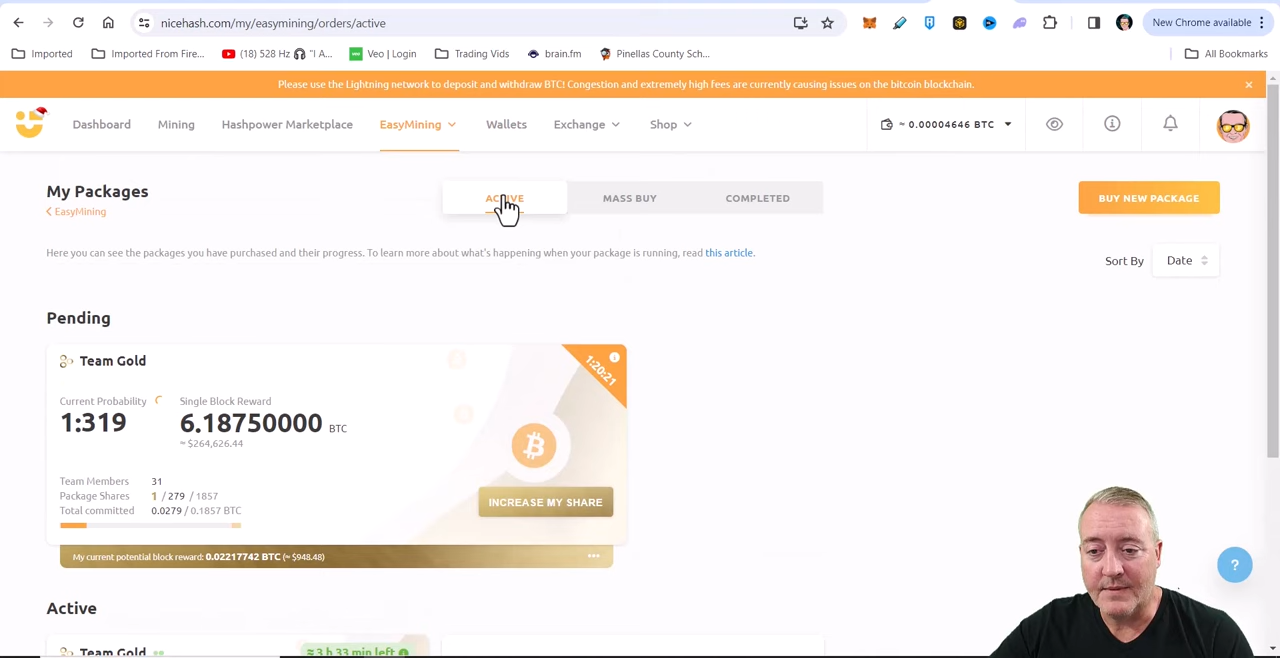 nicehash.com/my/easymining/orders/active
New Chrome available
Imported
Imported From Fire...
(18) 528 Hz 🎧 "I A...
Veo | Login
Trading Vids
brain.fm
Pinellas County Sch...
All Bookmarks
Please use the Lightning network to deposit and withdraw BTC! Congestion and extremely high fees are currently causing issues on the bitcoin blockchain.
Dashboard
Mining
Hashpower Marketplace
EasyMining
Wallets
Exchange
Shop
≈ 0.00004646 BTC
My Packages
EasyMining
ACTIVE
MASS BUY
COMPLETED
BUY NEW PACKAGE
Here you can see the packages you have purchased and their progress. To learn more about what's happening when your package is running, read this article.
Sort By
Date
Pending
Team Gold
1:20:21
Current Probability
1:319
Single Block Reward
6.18750000 BTC
≈ $264,626.44
Team Members 31
Package Shares 1 / 279 / 1857
Total committed 0.0279 / 0.1857 BTC
INCREASE MY SHARE
My current potential block reward: 0.02217742 BTC (≈ $948.48)
Active
Team Gold
≈ 3 h 33 min left